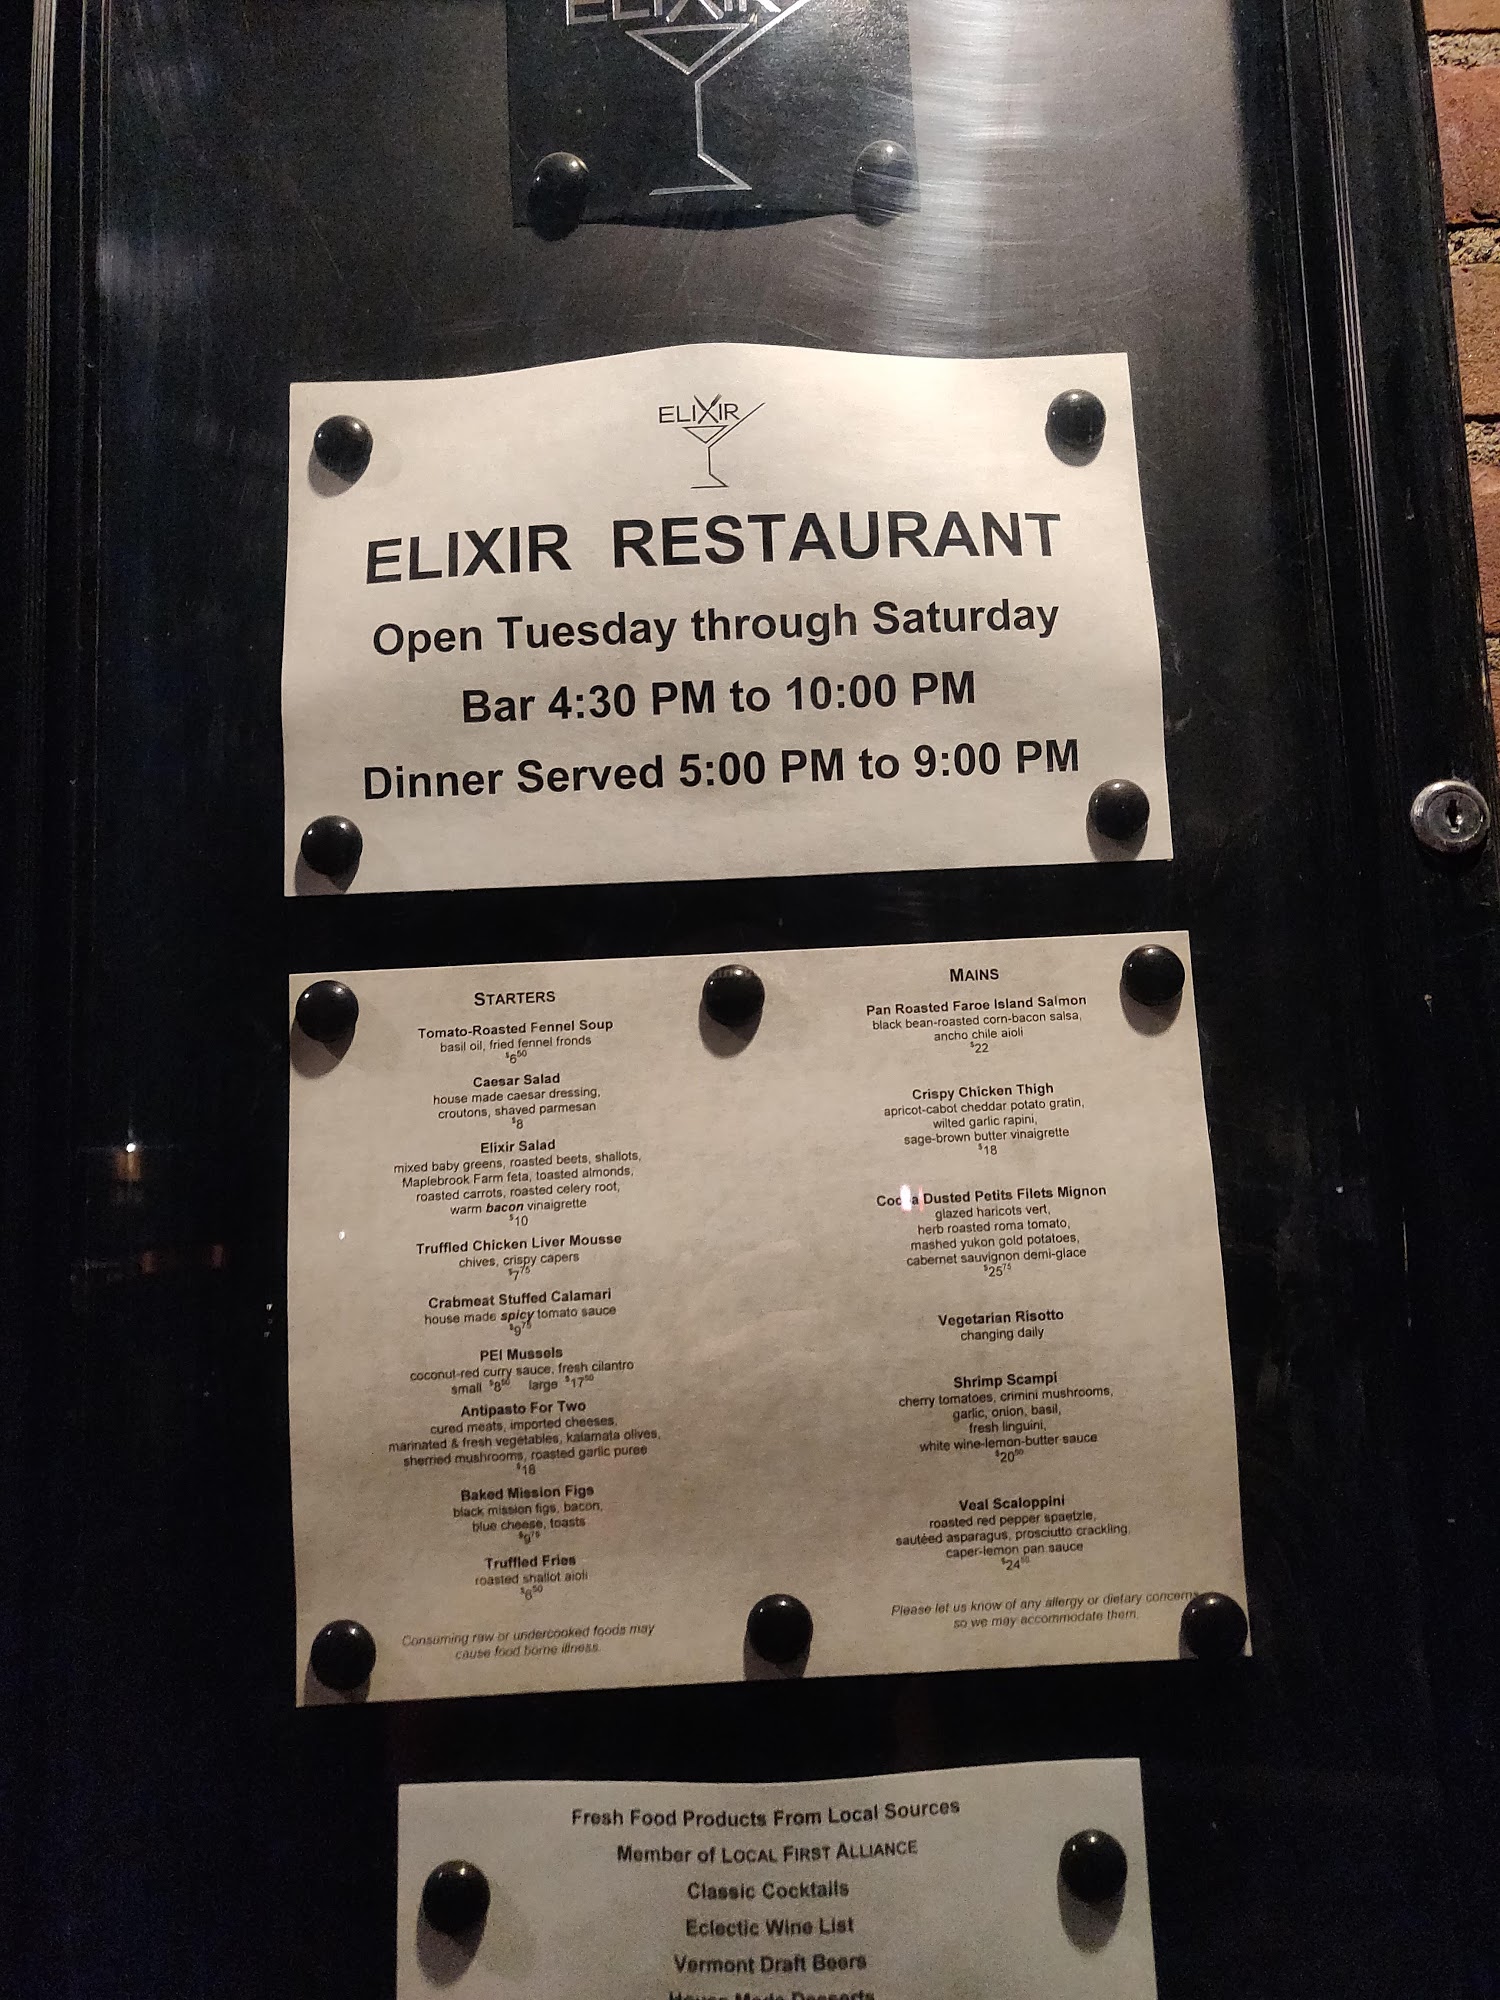 ELIXIR
ELIXIR
ELIXIR RESTAURANT
Open Tuesday through Saturday
Bar 4:30 PM to 10:00 PM
Dinner Served 5:00 PM to 9:00 PM
STARTERS
Tomato-Roasted Fennel Soup
basil oil, fried fennel fronds
$6⁵⁰
Caesar Salad
house made caesar dressing,
croutons, shaved parmesan
$8
Elixir Salad
mixed baby greens, roasted beets, shallots,
Maplebrook Farm feta, toasted almonds,
roasted carrots, roasted celery root,
warm bacon vinaigrette
$10
Truffled Chicken Liver Mousse
chives, crispy capers
$7⁷⁵
Crabmeat Stuffed Calamari
house made spicy tomato sauce
$9⁷⁵
PEI Mussels
coconut-red curry sauce, fresh cilantro
small $8⁵⁰ large $17⁵⁰
Antipasto For Two
cured meats, imported cheeses,
marinated & fresh vegetables, kalamata olives,
sherried mushrooms, roasted garlic puree
$18
Baked Mission Figs
black mission figs, bacon,
blue cheese, toasts
$9⁷⁵
Truffled Fries
roasted shallot aioli
$6⁵⁰
Consuming raw or undercooked foods may
cause food borne illness.
MAINS
Pan Roasted Faroe Island Salmon
black bean-roasted corn-bacon salsa,
ancho chile aioli
$22
Crispy Chicken Thigh
apricot-cabot cheddar potato gratin,
wilted garlic rapini,
sage-brown butter vinaigrette
$18
Cocoa Dusted Petits Filets Mignon
glazed haricots vert,
herb roasted roma tomato,
mashed yukon gold potatoes,
cabernet sauvignon demi-glace
$25⁷⁵
Vegetarian Risotto
changing daily
Shrimp Scampi
cherry tomatoes, crimini mushrooms,
garlic, onion, basil,
fresh linguini,
white wine-lemon-butter sauce
$20⁵⁰
Veal Scaloppini
roasted red pepper spaetzle,
sautéed asparagus, prosciutto crackling,
caper-lemon pan sauce
$24⁵⁰
Please let us know of any allergy or dietary concerns
so we may accommodate them.
Fresh Food Products From Local Sources
Member of LOCAL FIRST ALLIANCE
Classic Cocktails
Eclectic Wine List
Vermont Draft Beers
House Made Desserts